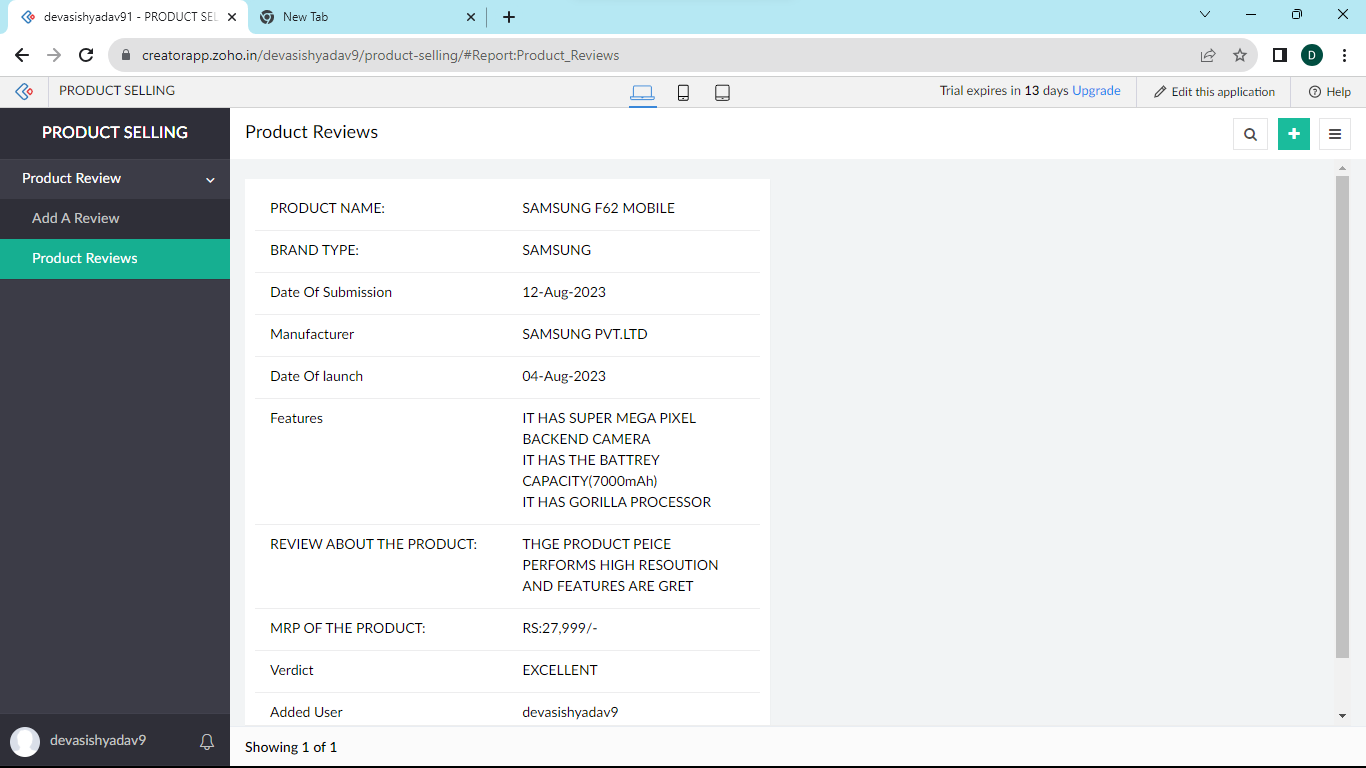 devasishyadav91 - PRODUCT SEL
New Tab
creatorapp.zoho.in/devasishyadav9/product-selling/#Report:Product_Reviews
D
PRODUCT SELLING
Trial expires in 13 days Upgrade
Edit this application
Help
PRODUCT SELLING
Product Reviews
Product Review
Add A Review
Product Reviews
PRODUCT NAME: SAMSUNG F62 MOBILE
BRAND TYPE: SAMSUNG
Date Of Submission 12-Aug-2023
Manufacturer SAMSUNG PVT.LTD
Date Of launch 04-Aug-2023
Features IT HAS SUPER MEGA PIXEL
BACKEND CAMERA
IT HAS THE BATTREY
CAPACITY(7000mAh)
IT HAS GORILLA PROCESSOR
REVIEW ABOUT THE PRODUCT: THGE PRODUCT PEICE
PERFORMS HIGH RESOUTION
AND FEATURES ARE GRET
MRP OF THE PRODUCT: RS:27,999/-
Verdict EXCELLENT
Added User devasishyadav9
devasishyadav9
Showing 1 of 1